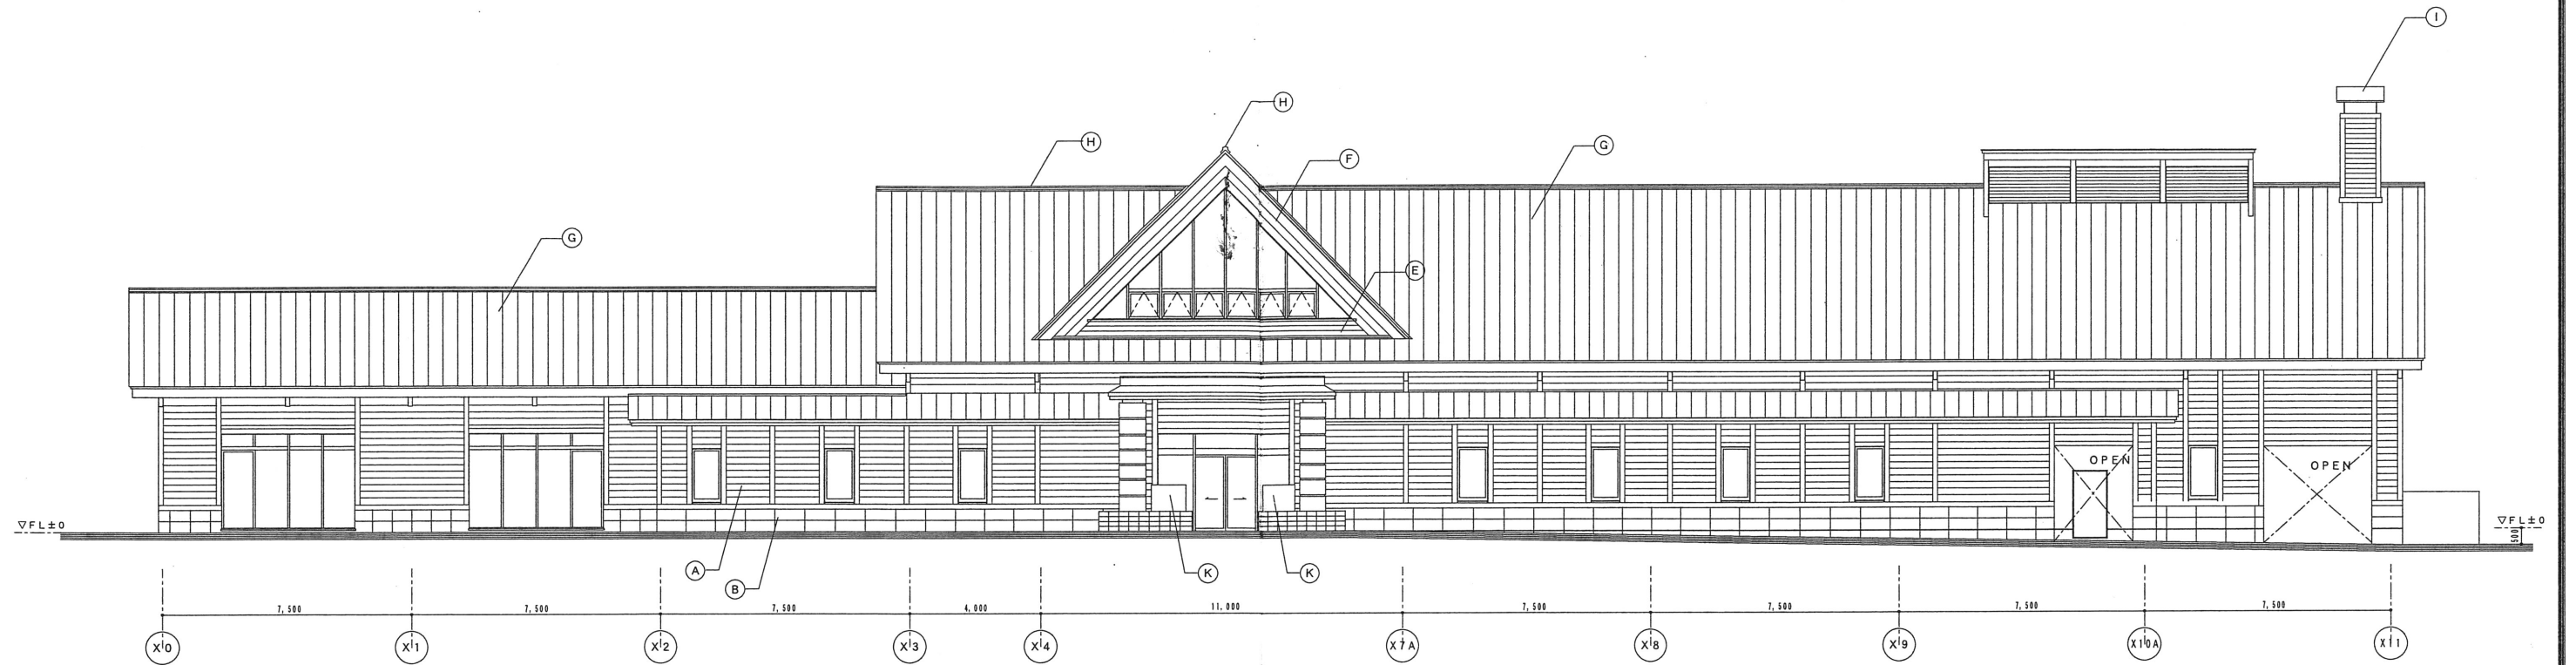 I
H
H
F
G
G
E
OPEN
OPEN
▽FL±0
▽FL±0
500
A
B
K
K
7,500
7,500
7,500
4,000
11,000
7,500
7,500
7,500
7,500
X0
X1
X2
X3
X4
X7A
X8
X9
X10A
X11